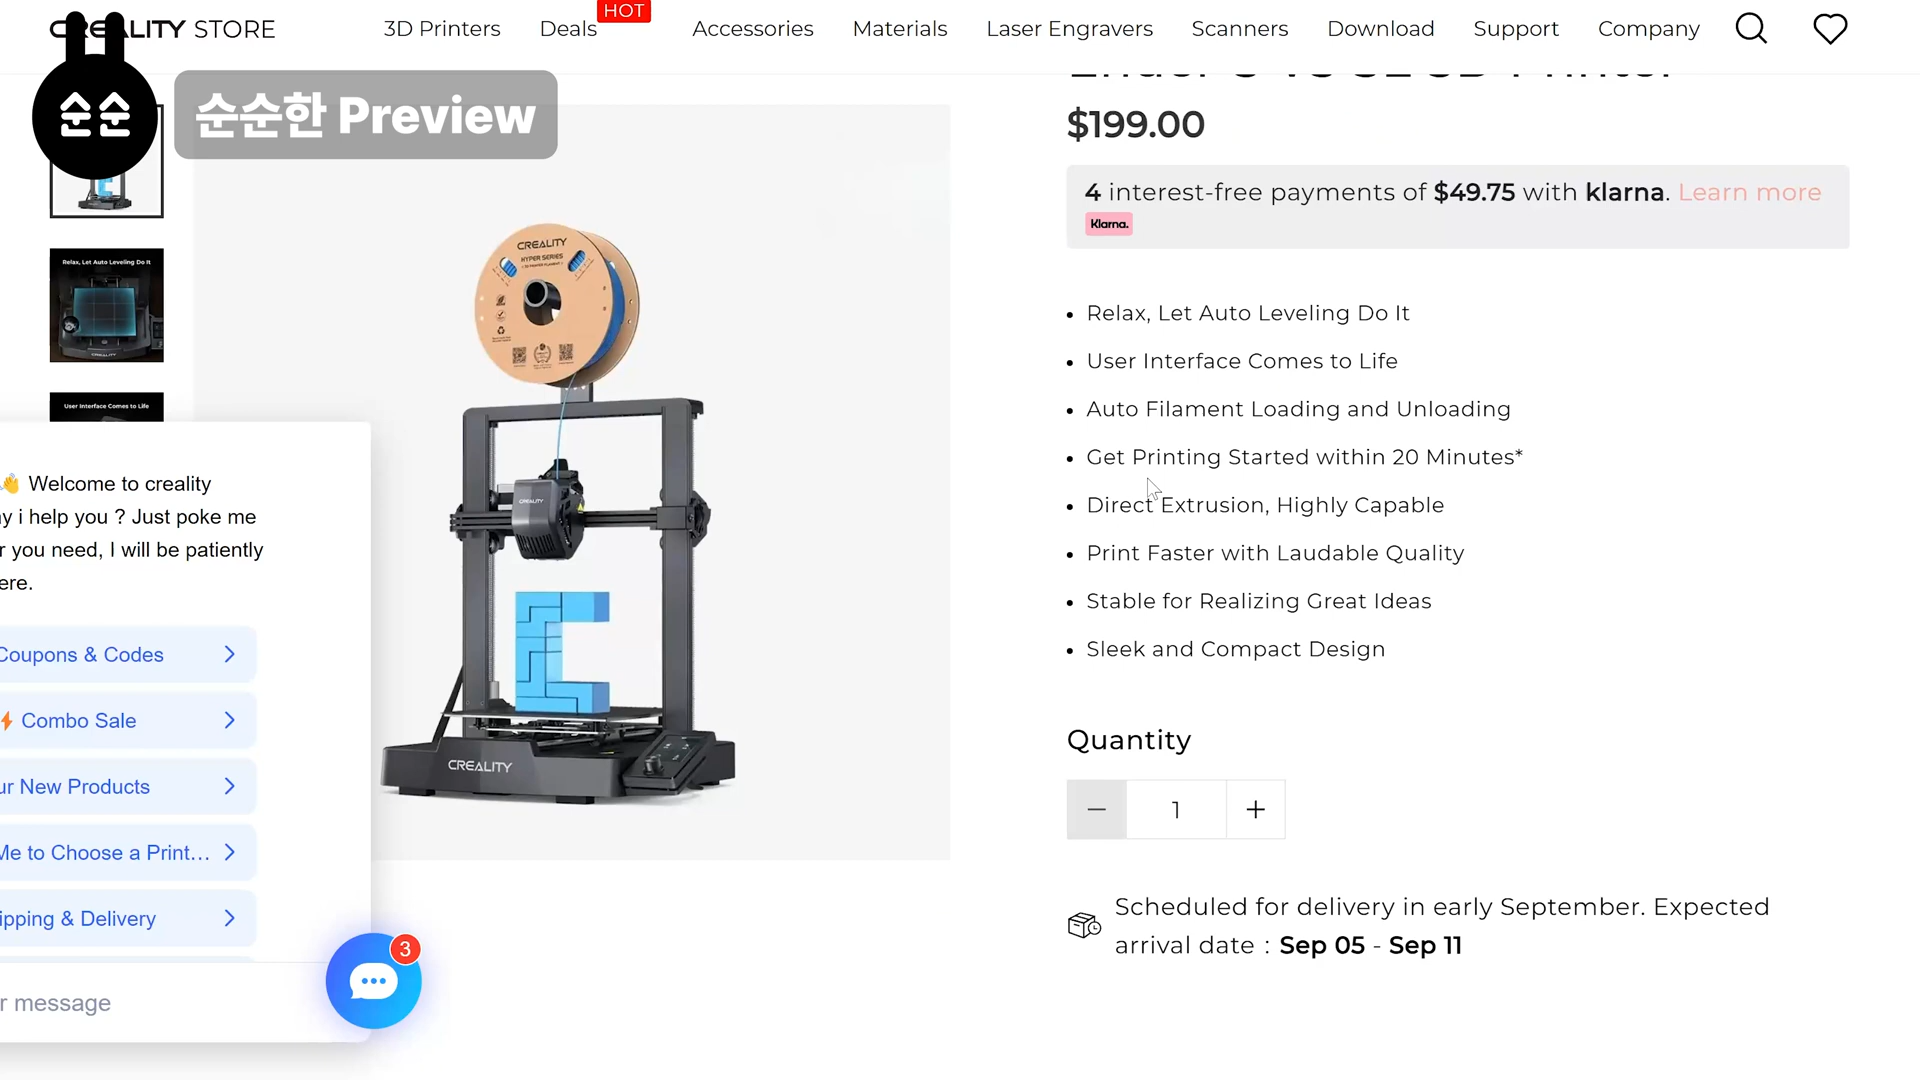 CREALITY STORE
3D Printers
Deals
HOT
Accessories
Materials
Laser Engravers
Scanners
Download
Support
Company
순순
순순한 Preview
$199.00
4 interest-free payments of $49.75 with klarna. Learn more
Klarna.
Relax, Let Auto Leveling Do It
User Interface Comes to Life
CREALITY
HYPER SERIES
CREALITY
CREALITY
Relax, Let Auto Leveling Do It
User Interface Comes to Life
Auto Filament Loading and Unloading
Get Printing Started within 20 Minutes*
Direct Extrusion, Highly Capable
Print Faster with Laudable Quality
Stable for Realizing Great Ideas
Sleek and Compact Design
Quantity
1
Scheduled for delivery in early September. Expected
arrival date : Sep 05 - Sep 11
👋 Welcome to creality
i help you ? Just poke me
you need, I will be patiently
Coupons & Codes
⚡ Combo Sale
New Products
Me to Choose a Print...
& Delivery
message
3